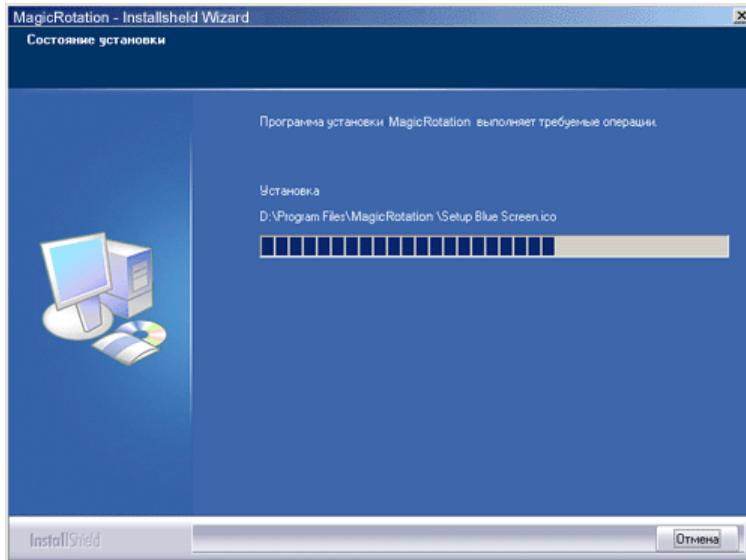 MagicRotation - Installsheld Wizard
Состояние установки
Программа установки MagicRotation выполняет требуемые операции.
Установка
D:\Program Files\MagicRotation \Setup Blue Screen.ico
InstallShield
Отмена